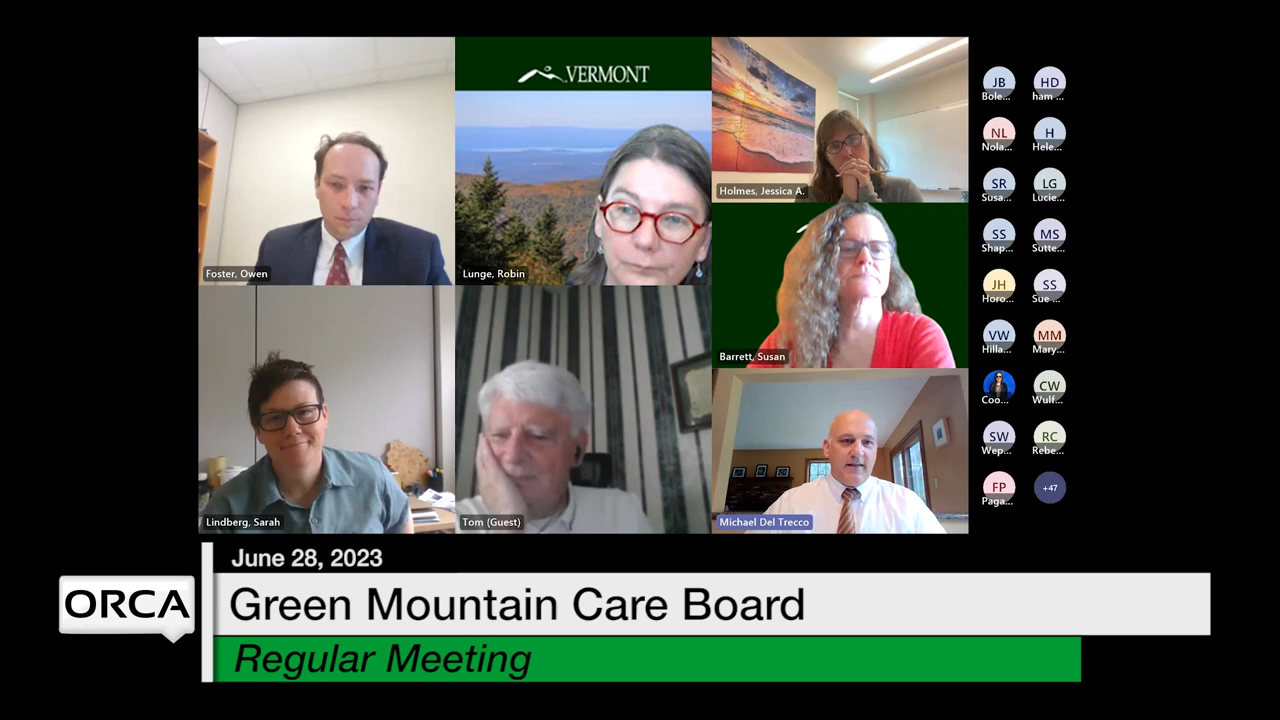 VERMONT
Foster, Owen
Lunge, Robin
Holmes, Jessica A.
Barrett, Susan
Lindberg, Sarah
Tom (Guest)
Michael Del Trecco
JB HD
Bole... ham ...
NL H
Nola... Hele...
SR LG
Susa... Lucie...
SS MS
Shap... Sutte...
JH SS
Horo... Sue ...
VW MM
Hilla... Mary...
CW
Coo... Wulf...
SW RC
Wep... Rebe...
FP +47
Paga...
June 28, 2023
ORCA
Green Mountain Care Board
Regular Meeting